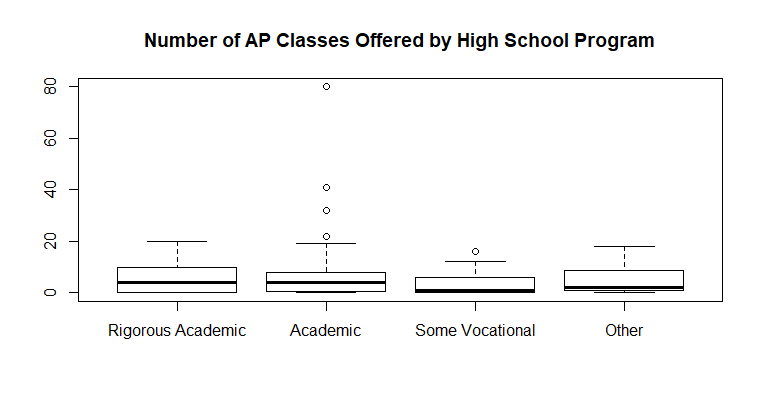 Number of AP Classes Offered by High School Program
80
60
40
20
0
Rigorous Academic Academic Some Vocational Other